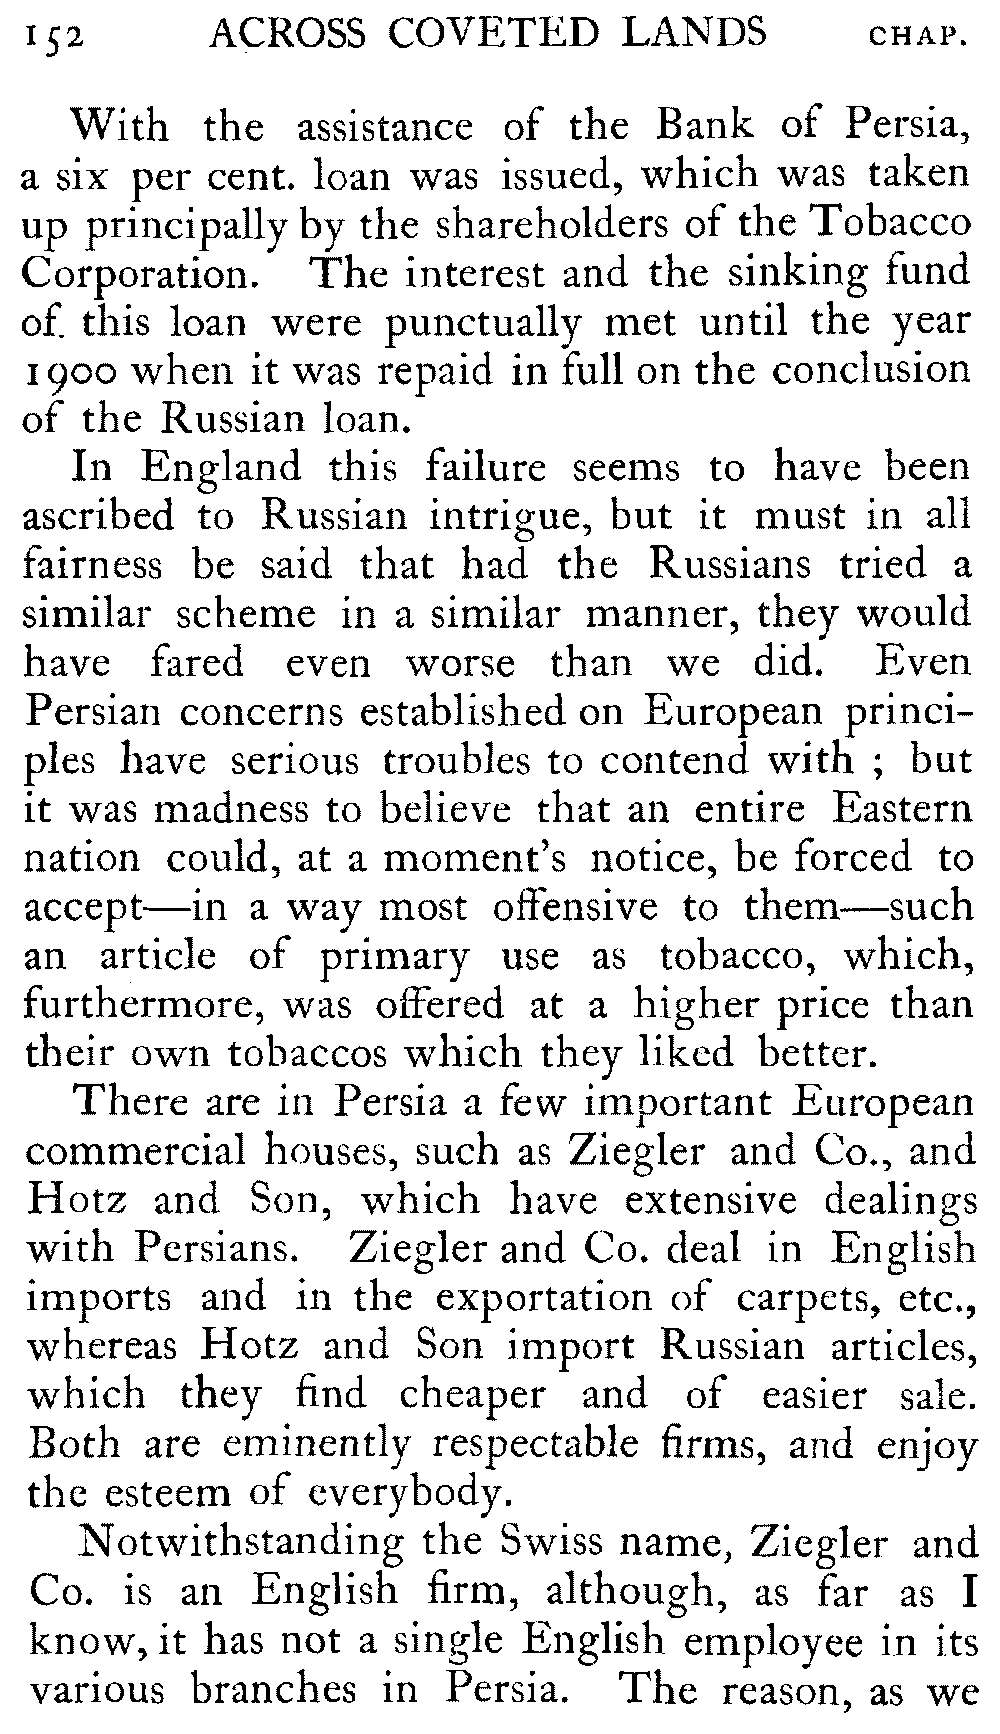 152 ACROSS COVETED LANDS CHAP.
With the assistance of the Bank of Persia,
a six per cent. loan was issued, which was taken
up principally by the shareholders of the Tobacco
Corporation. The interest and the sinking fund
of. this loan were punctually met until the year
1900 when it was repaid in full on the conclusion
of the Russian loan.
In England this failure seems to have been
ascribed to Russian intrigue, but it must in all
fairness be said that had the Russians tried a
similar scheme in a similar manner, they would
have fared even worse than we did. Even
Persian concerns established on European princi-
ples have serious troubles to contend with ; but
it was madness to believe that an entire Eastern
nation could, at a moment's notice, be forced to
accept—in a way most offensive to them—such
an article of primary use as tobacco, which,
furthermore, was offered at a higher price than
their own tobaccos which they liked better.
There are in Persia a few important European
commercial houses, such as Ziegler and Co., and
Hotz and Son, which have extensive dealings
with Persians. Ziegler and Co. deal in English
imports and in the exportation of carpets, etc.,
whereas Hotz and Son import Russian articles,
which they find cheaper and of easier sale.
Both are eminently respectable firms, and enjoy
the esteem of everybody.
Notwithstanding the Swiss name, Ziegler and
Co. is an English firm, although, as far as I
know, it has not a single English employee in its
various branches in Persia. The reason, as we